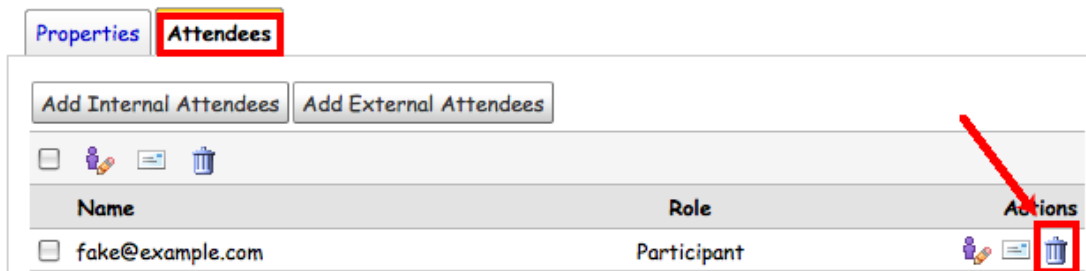 Properties Attendees
Add Internal Attendees Add External Attendees
Name Role Actions
fake@example.com Participant